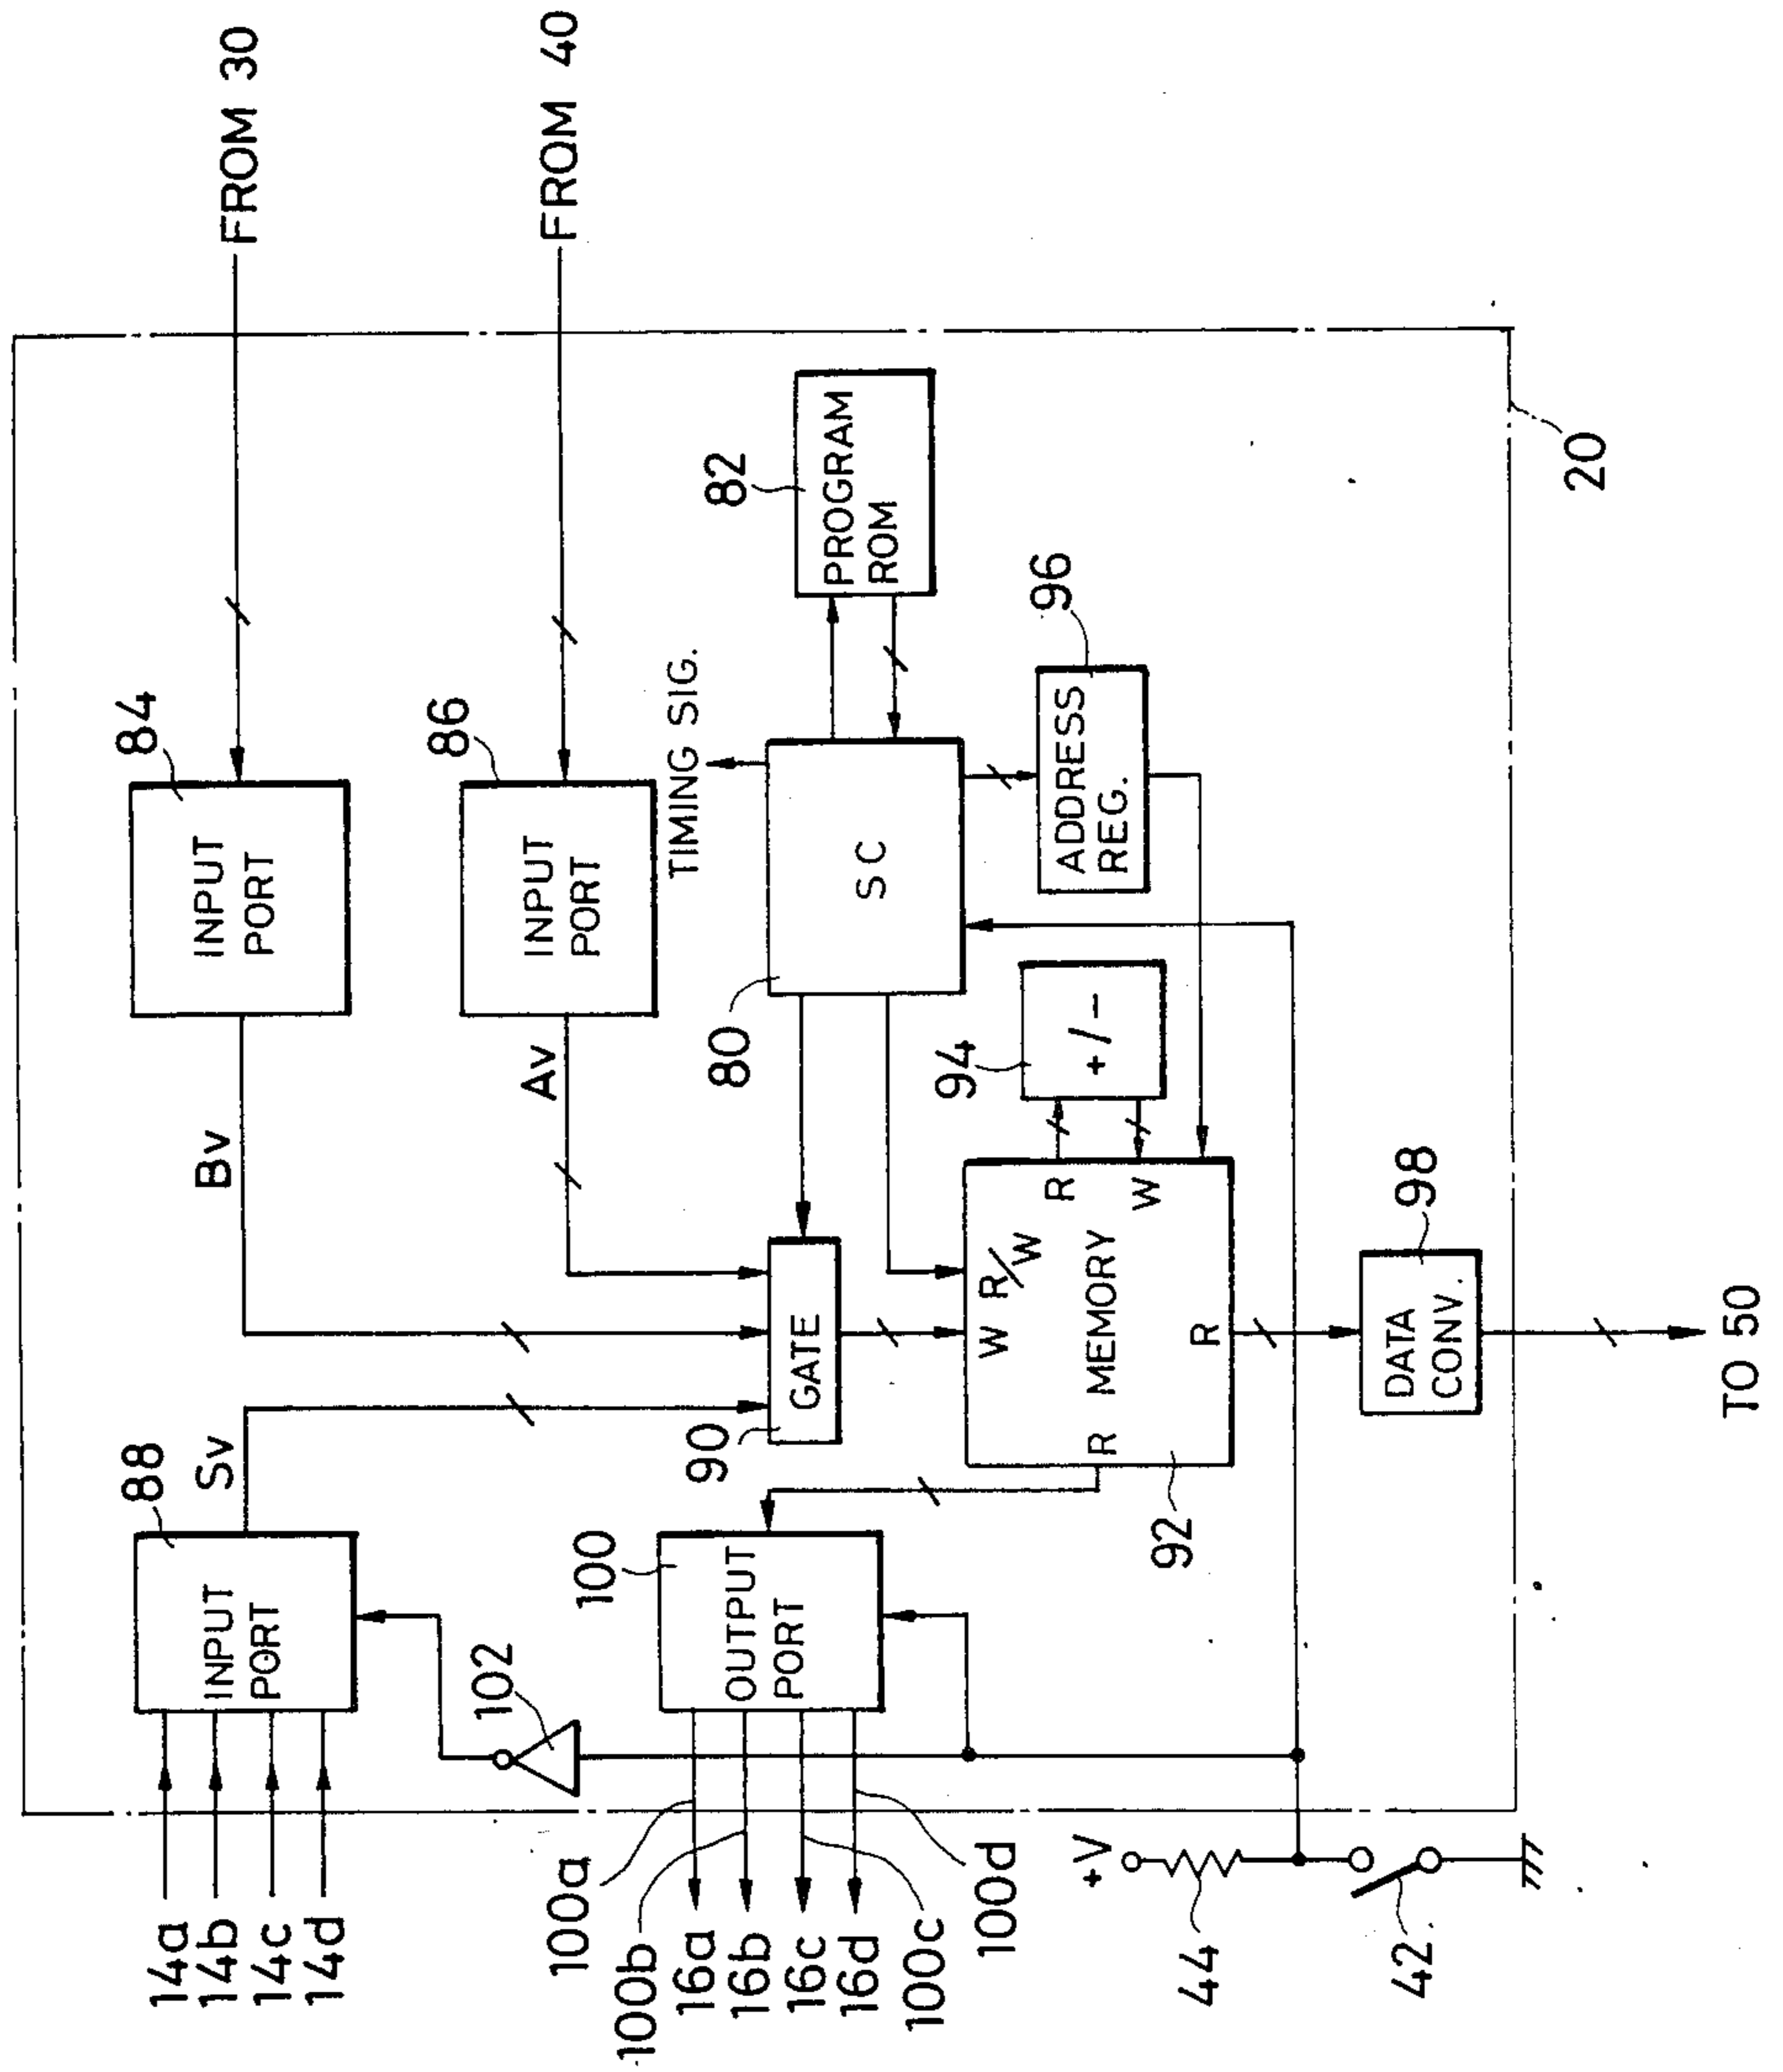 14a
14b
14c
14d
88
INPUT
PORT
Sv
Bv
84
INPUT
PORT
FROM 30
102
86
INPUT
PORT
Av
FROM 40
100a
100b
16a
16b
16c
16d
100c
100d
100
OUTPUT
PORT
90
GATE
80
SC
TIMING SIG.
82
PROGRAM
ROM
94
+/-
96
ADDRESS
REG.
W
R/W
R
W
R
MEMORY
R
92
+V
44
42
98
DATA
CONV.
20
TO 50